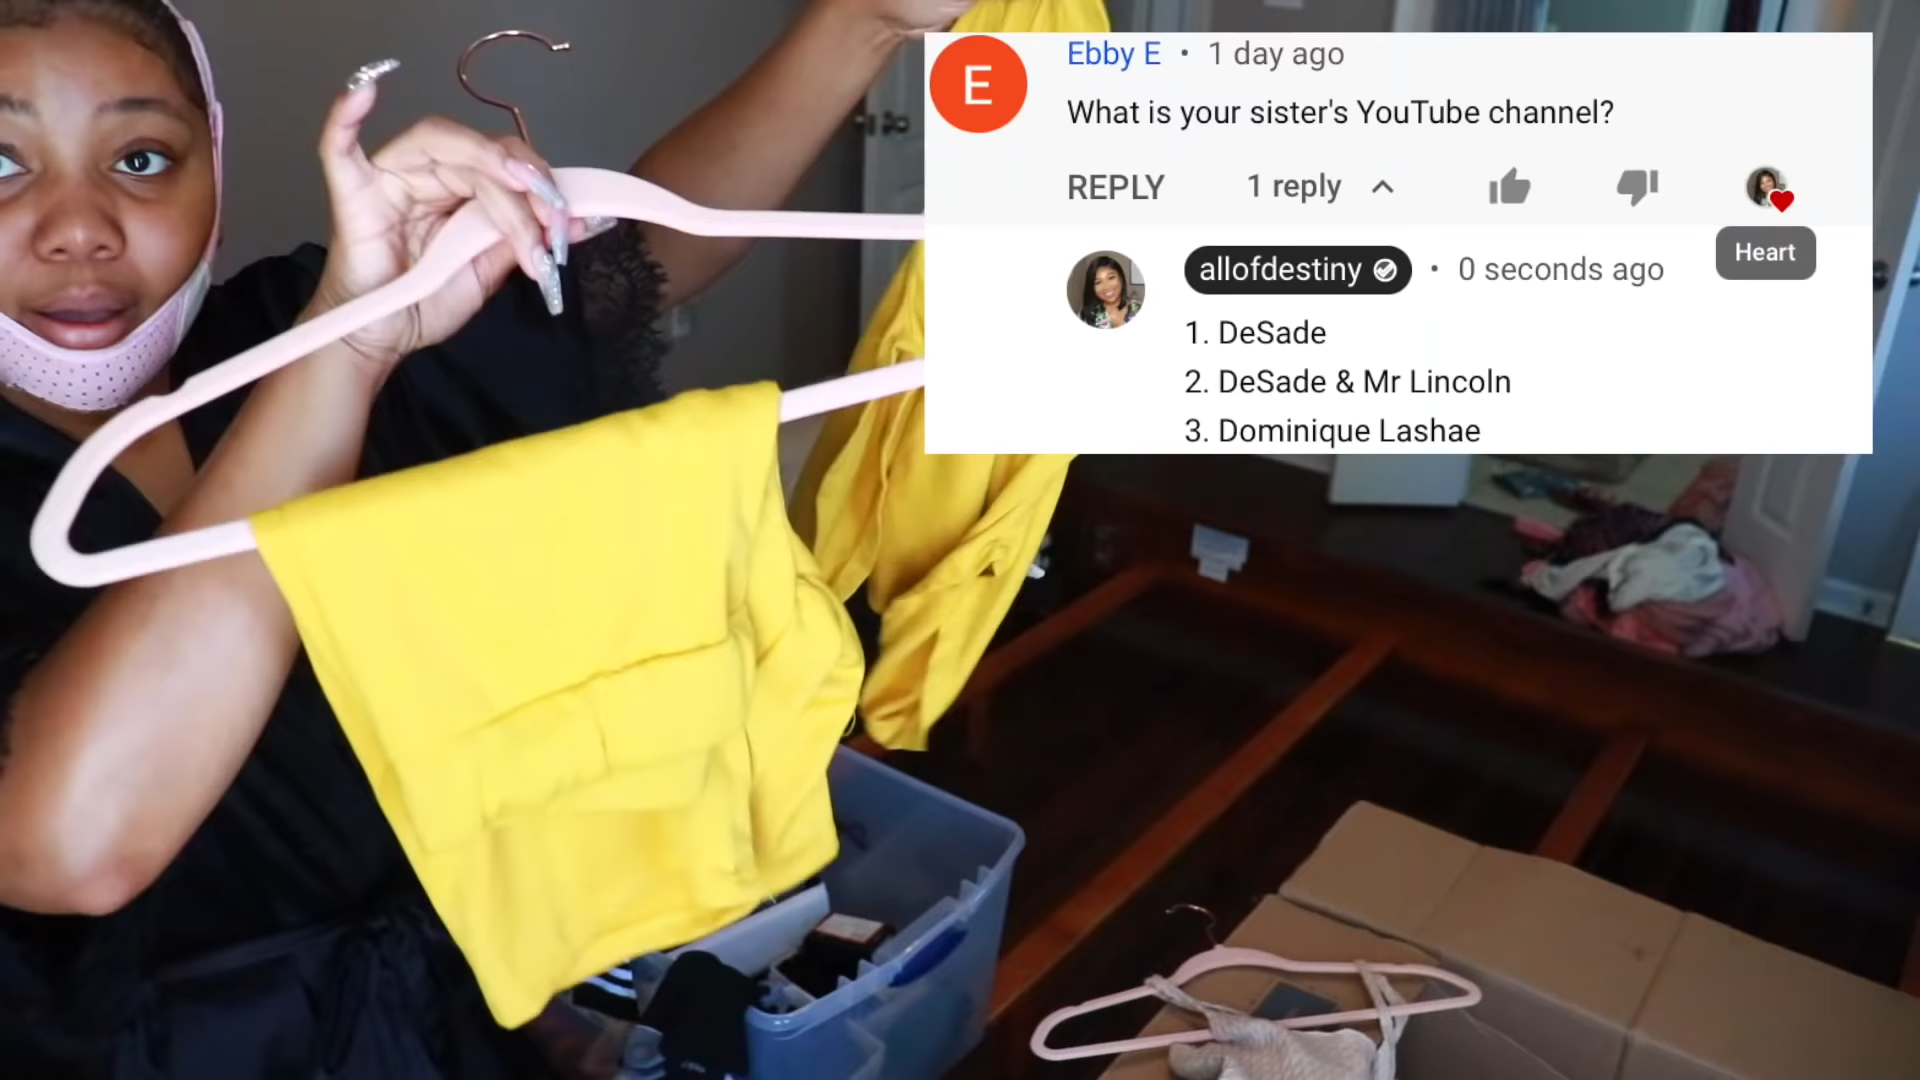 E
Ebby E • 1 day ago
What is your sister's YouTube channel?
REPLY 1 reply
Heart
allofdestiny • 0 seconds ago
1. DeSade
2. DeSade & Mr Lincoln
3. Dominique Lashae